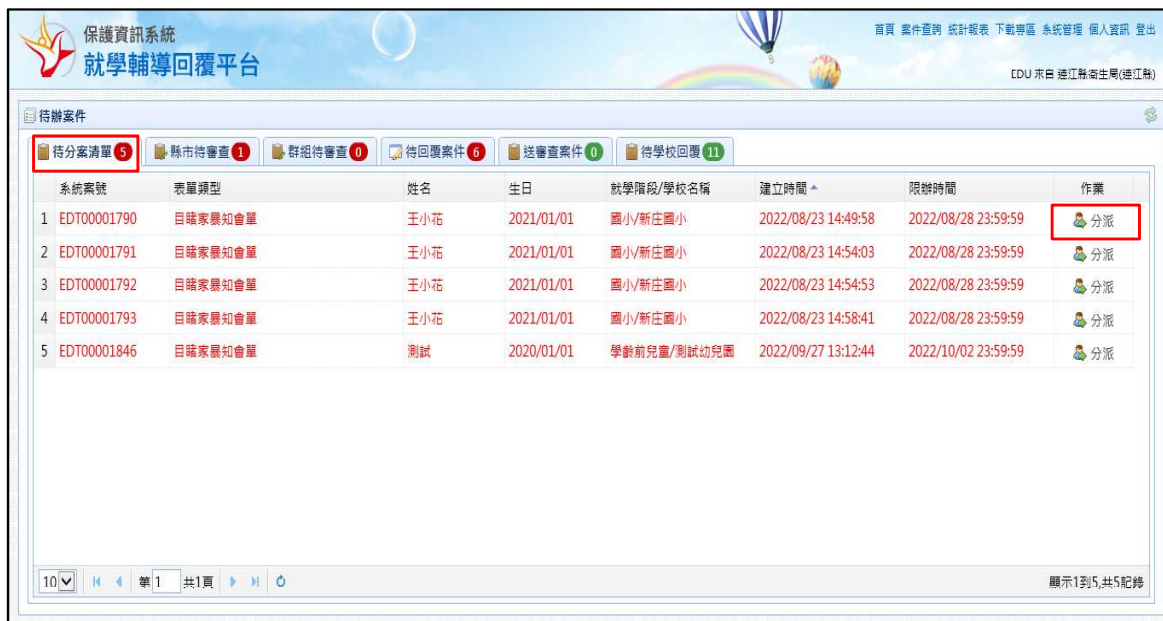 保護資訊系統
就學輔導回覆平台
首頁 案件查詢 統計報表 下載專區 系統管理 個人資訊 登出
EDU 來自 連江縣衛生局(連江縣)
待辦案件
待分案清單 5 縣市待審查 1 群組待審查 0 待回覆案件 6 送審查案件 0 待學校回覆 11
系統案號 表單類型 姓名 生日 就學階段/學校名稱 建立時間 限辦時間 作業
1 EDT00001790 目睹家暴知會單 王小花 2021/01/01 國小/新庄國小 2022/08/23 14:49:58 2022/08/28 23:59:59 分派
2 EDT00001791 目睹家暴知會單 王小花 2021/01/01 國小/新庄國小 2022/08/23 14:54:03 2022/08/28 23:59:59 分派
3 EDT00001792 目睹家暴知會單 王小花 2021/01/01 國小/新庄國小 2022/08/23 14:54:53 2022/08/28 23:59:59 分派
4 EDT00001793 目睹家暴知會單 王小花 2021/01/01 國小/新庄國小 2022/08/23 14:58:41 2022/08/28 23:59:59 分派
5 EDT00001846 目睹家暴知會單 測試 2020/01/01 學齡前兒童/測試幼兒園 2022/09/27 13:12:44 2022/10/02 23:59:59 分派
10 第 1 共1頁 顯示1到5,共5記錄